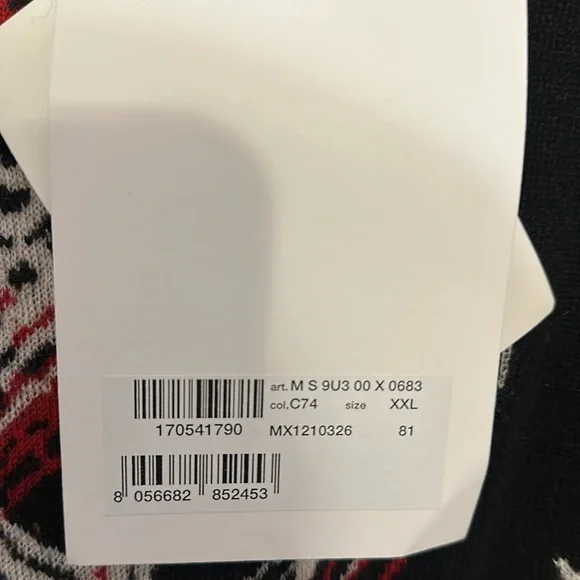 art. M S 9U3 00 X 0683
col. C74 size XXL
170541790 MX1210326 81
8 056682 852453